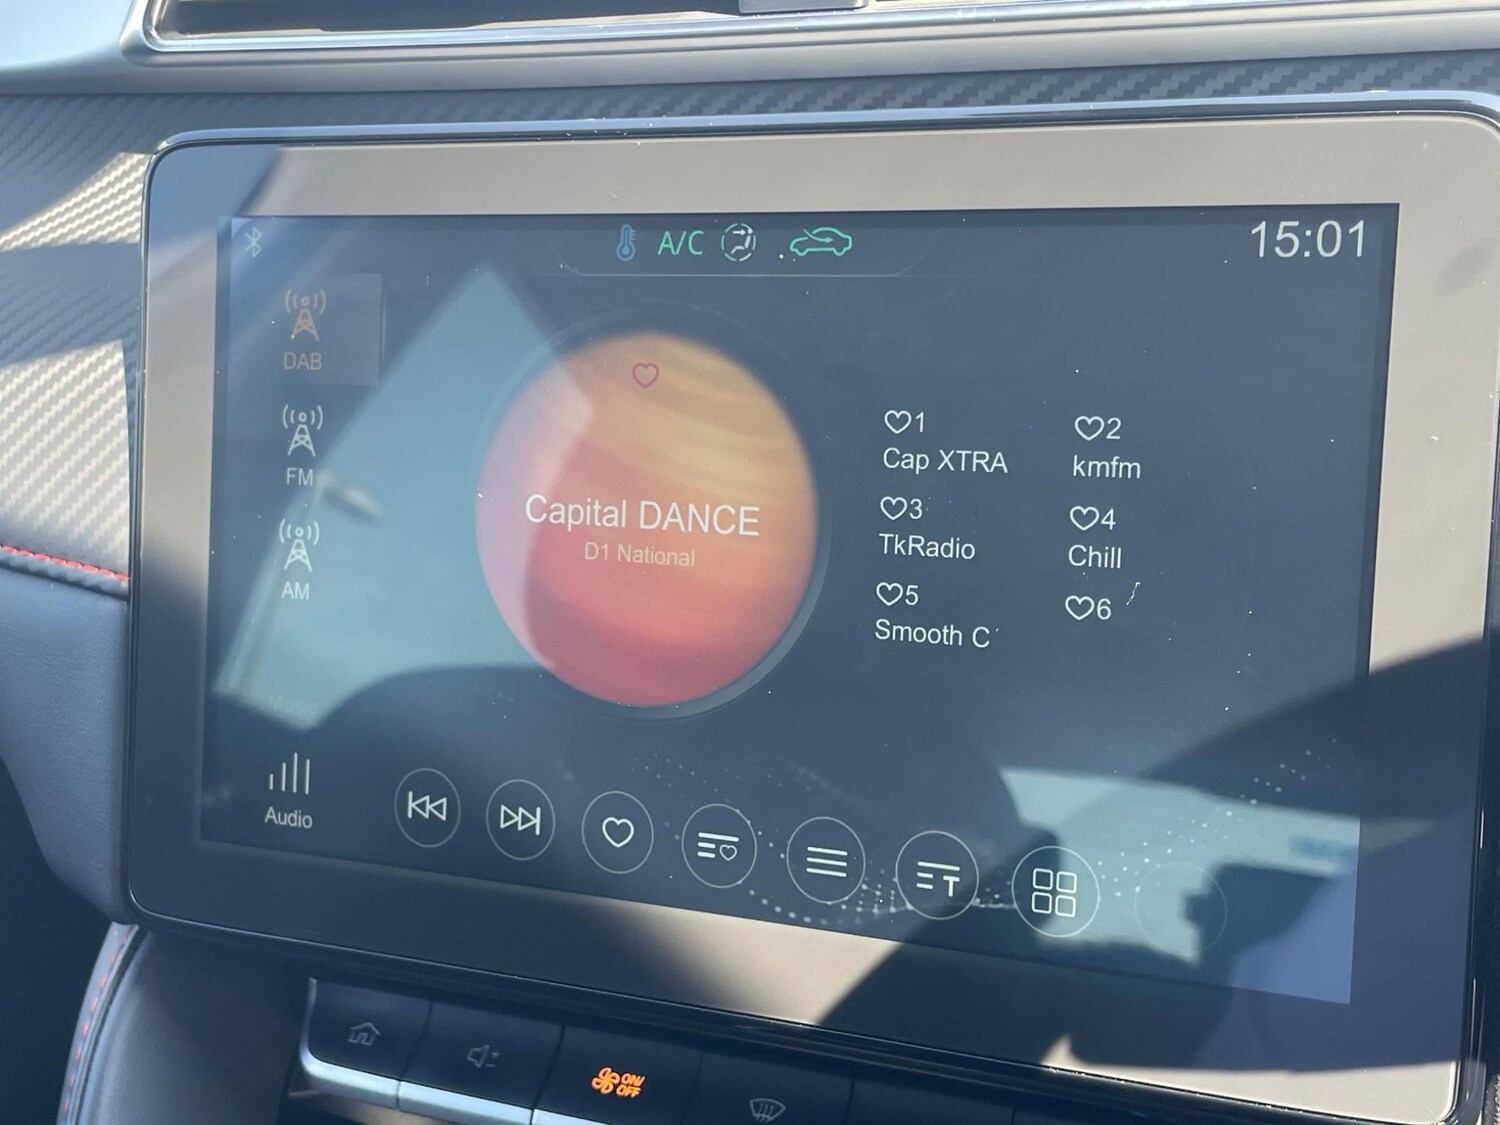 A/C
15:01
DAB
FM
AM
Music
Audio
Capital DANCE
D1 National
1
Cap XTRA
2
kmfm
3
TkRadio
4
Chill
5
Smooth C
6
T
ON/
OFF